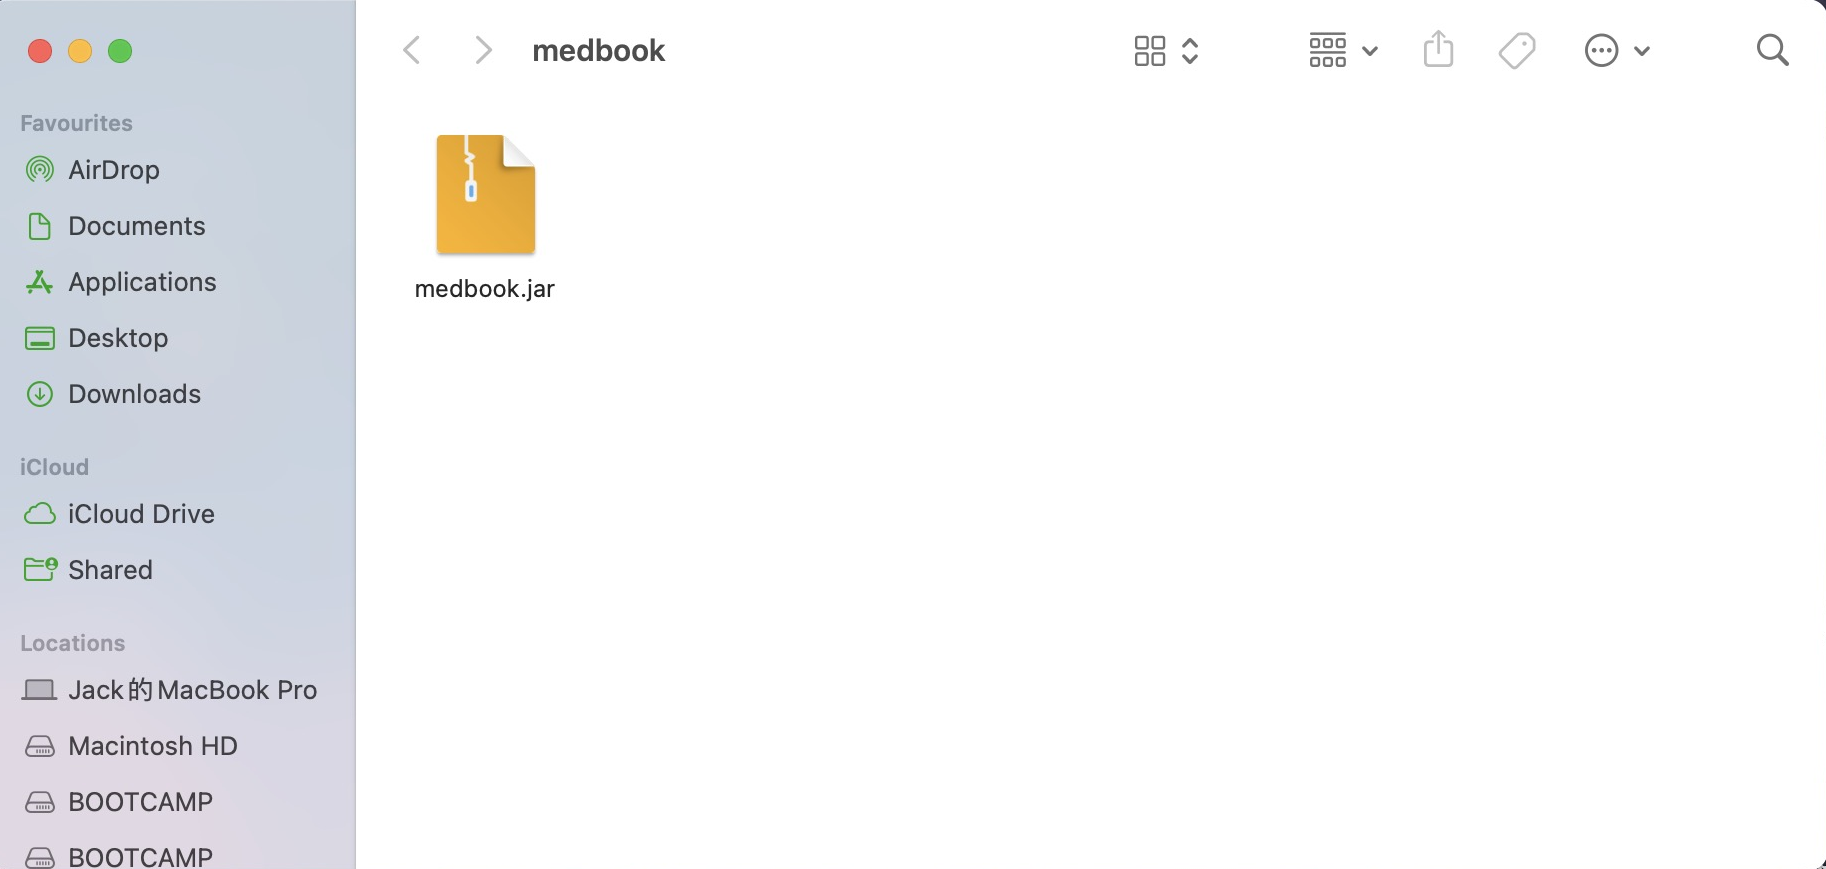 medbook
Favourites
AirDrop
Documents
Applications
Desktop
Downloads
iCloud
iCloud Drive
Shared
Locations
Jack的MacBook Pro
Macintosh HD
BOOTCAMP
BOOTCAMP
medbook.jar